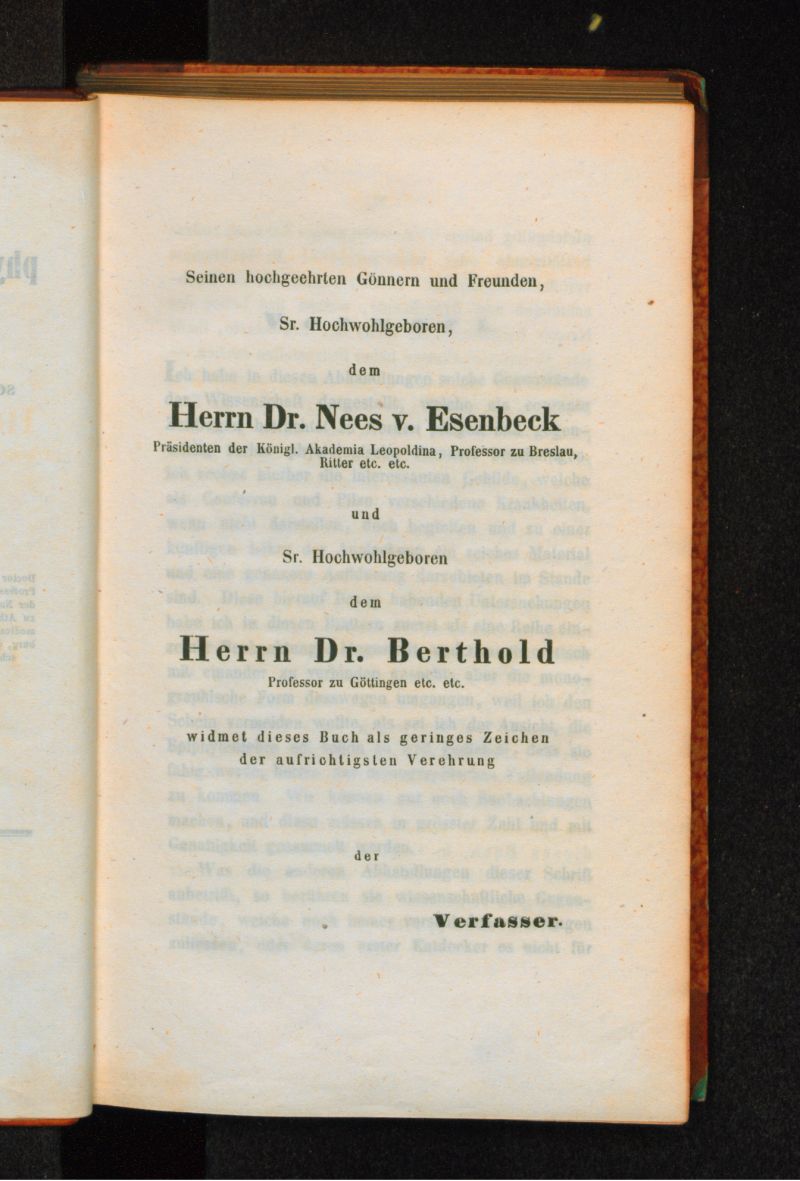 Seinen hochgeehrten Gönnern und Freunden,
Sr. Hochwohlgeboren,
dem
Herrn Dr. Nees v. Esenbeck
Präsidenten der Königl. Akademia Leopoldina, Professor zu Breslau,
Ritter etc. etc.
und
Sr. Hochwohlgeboren
dem
Herrn Dr. Berthold
Professor zu Göttingen etc. etc.
widmet dieses Buch als geringes Zeichen
der aufrichtigsten Verehrung
der
Verfasser.